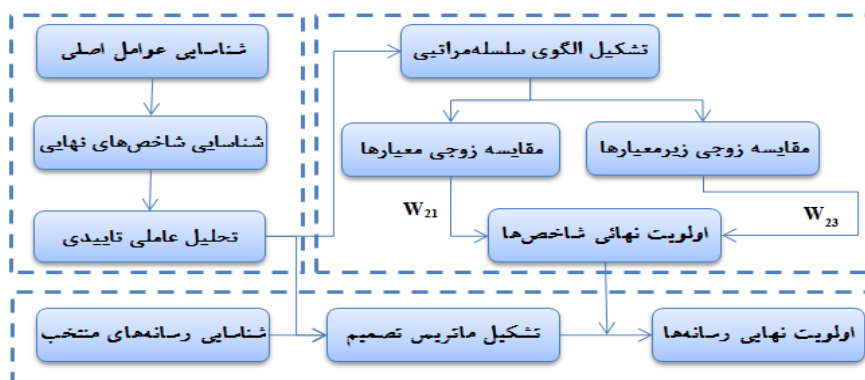 شناسایی عوامل اصلی
شناسایی شاخص‌های نهایی
تحلیل عاملی تاییدی
تشکیل الگوی سلسله‌مراتبی
مقایسه زوجی معیارها
مقایسه زوجی زیرمعیارها
W21
W23
اولویت نهائی شاخص‌ها
شناسایی رسانه‌های منتخب
تشکیل ماتریس تصمیم
اولویت نهایی رسانه‌ها